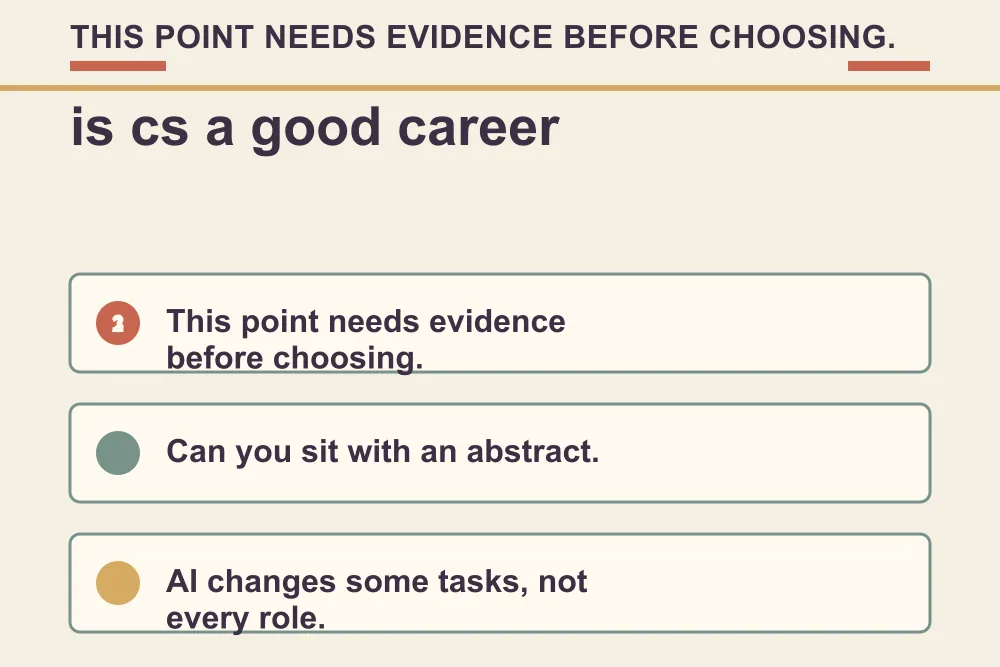 THIS POINT NEEDS EVIDENCE BEFORE CHOOSING.
is cs a good career
This point needs evidence
before choosing.
Can you sit with an abstract.
AI changes some tasks, not
every role.